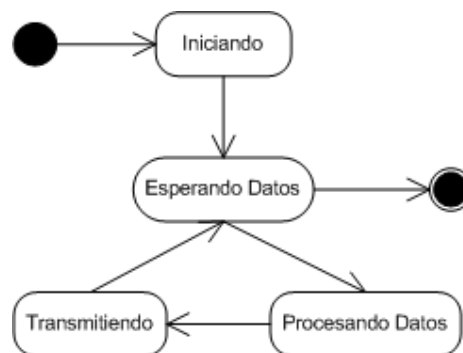 Iniciando
Esperando Datos
Transmitiendo
Procesando Datos